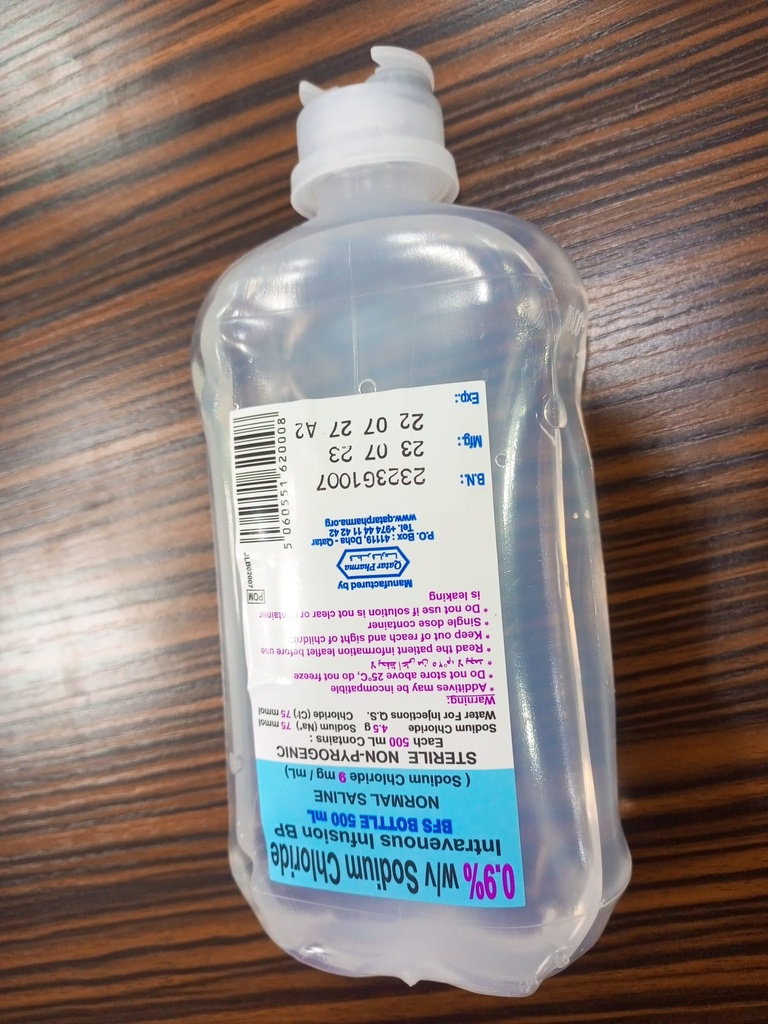 0.9% w/v Sodium Chloride
Intravenous Infusion BP
BFS BOTTLE 500 mL
NORMAL SALINE
( Sodium Chloride 9 mg / mL)
STERILE NON-PYROGENIC
Each 500 mL Contains :
Sodium Chloride 4.5 g Sodium (Na⁺) 75 mmol
Water For Injections Q.S. Chloride (Cl⁻) 75 mmol
Warning:
* Additives may be incompatible
* Do not store above 25°C, do not freeze
* Read the patient information leaflet before use
* Keep out of reach and sight of children
* Single dose container
* Do not use if solution is not clear or container
is leaking
POM
JLB02007
Manufactured by
Qatar Pharma
قطر فارما
P.O. Box : 41119, Doha - Qatar
Tel. +974 44 11 42 42
www.qatarpharma.org
B.N.: 2323G1007
Mfg.: 23 07 23
Exp.: 22 07 27 A2
5 060551 620008